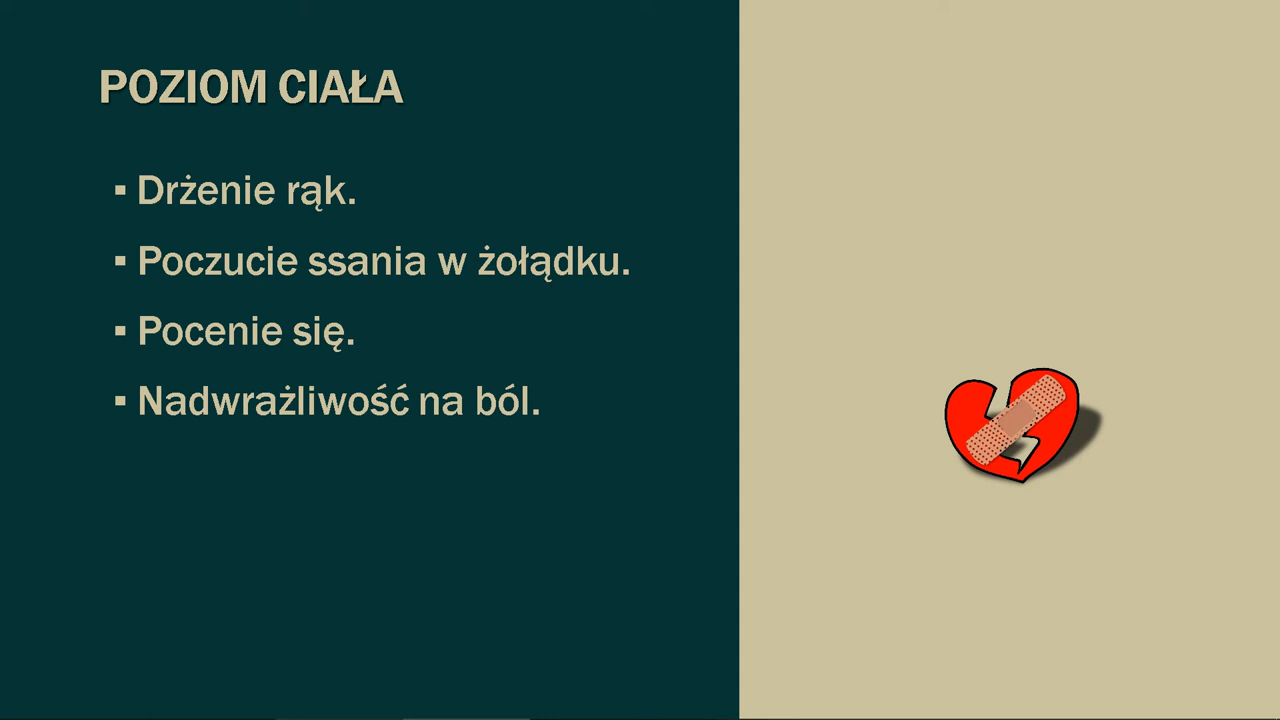 POZIOM CIAŁA
▪ Drżenie rąk.
▪ Poczucie ssania w żołądku.
▪ Pocenie się.
▪ Nadwrażliwość na ból.